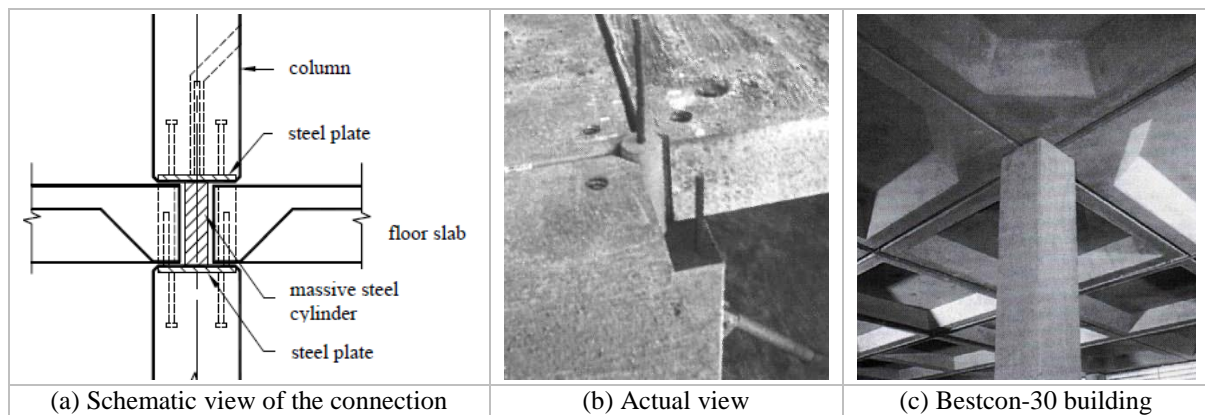 column
steel plate
floor slab
massive steel
cylinder
steel plate
(a) Schematic view of the connection
(b) Actual view
(c) Bestcon-30 building